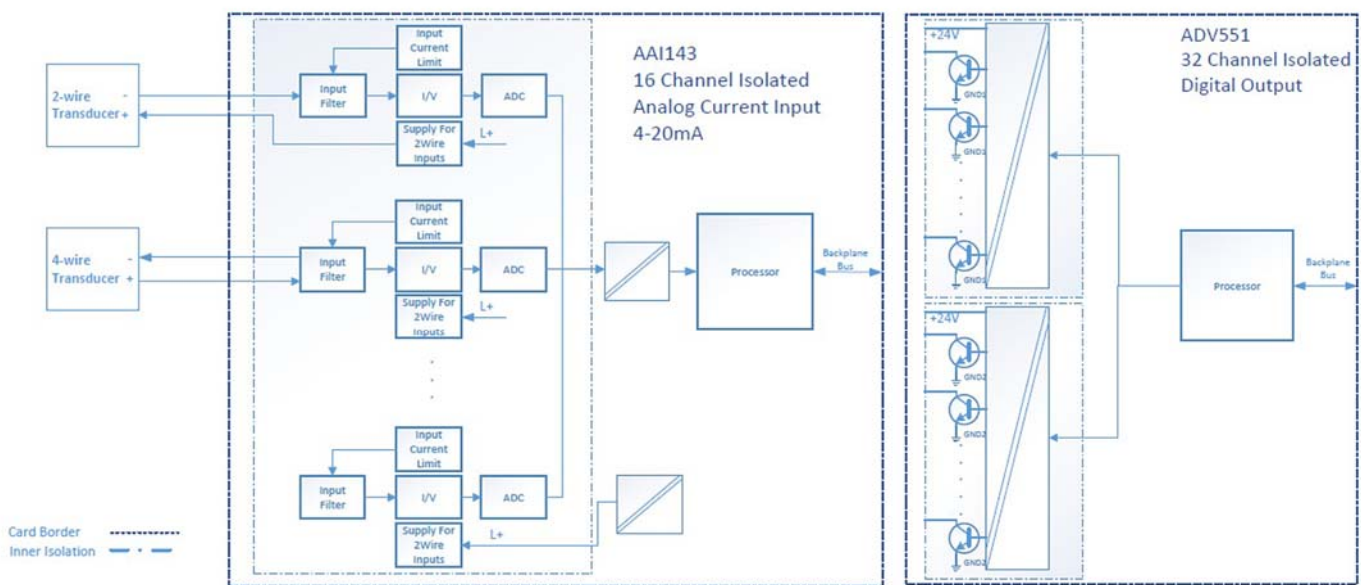 AAI143
16 Channel Isolated
Analog Current Input
4-20mA
2-wire
Transducer
-
+
Input
Current
Limit
Input
Filter
I/V
ADC
Supply For
2Wire
Inputs
L+
4-wire
Transducer
-
+
Input
Current
Limit
Input
Filter
I/V
ADC
Supply For
2Wire
Inputs
L+
Input
Current
Limit
Input
Filter
I/V
ADC
Supply For
2Wire
Inputs
L+
Processor
Backplane
Bus
ADV551
32 Channel Isolated
Digital Output
+24V
GND1
GND1
GND1
+24V
GND2
GND2
GND2
Processor
Backplane
Bus
Card Border
Inner Isolation